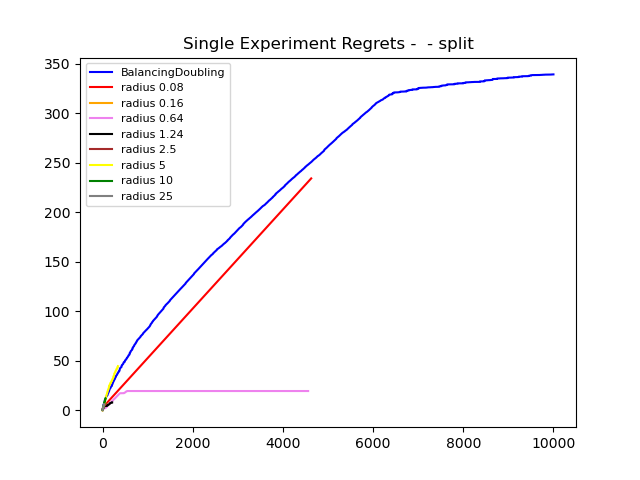 Single Experiment Regrets -  - split
BalancingDoubling
radius 0.08
radius 0.16
radius 0.64
radius 1.24
radius 2.5
radius 5
radius 10
radius 25
350
300
250
200
150
100
50
0
0 2000 4000 6000 8000 10000